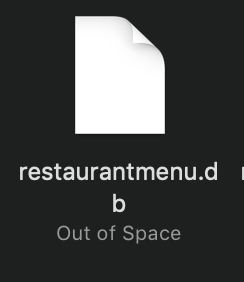 restaurantmenu.d
b
Out of Space